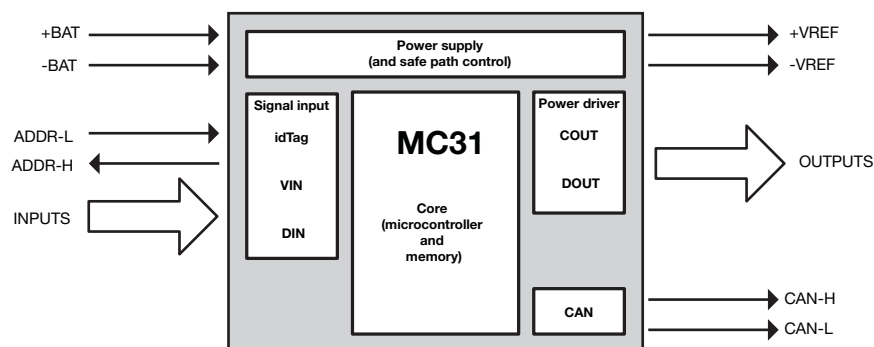 +BAT
-BAT
Power supply
(and safe path control)
+VREF
-VREF
ADDR-L
ADDR-H
INPUTS
Signal input
idTag
VIN
DIN
MC31
Core
(microcontroller
and
memory)
Power driver
COUT
DOUT
OUTPUTS
CAN
CAN-H
CAN-L